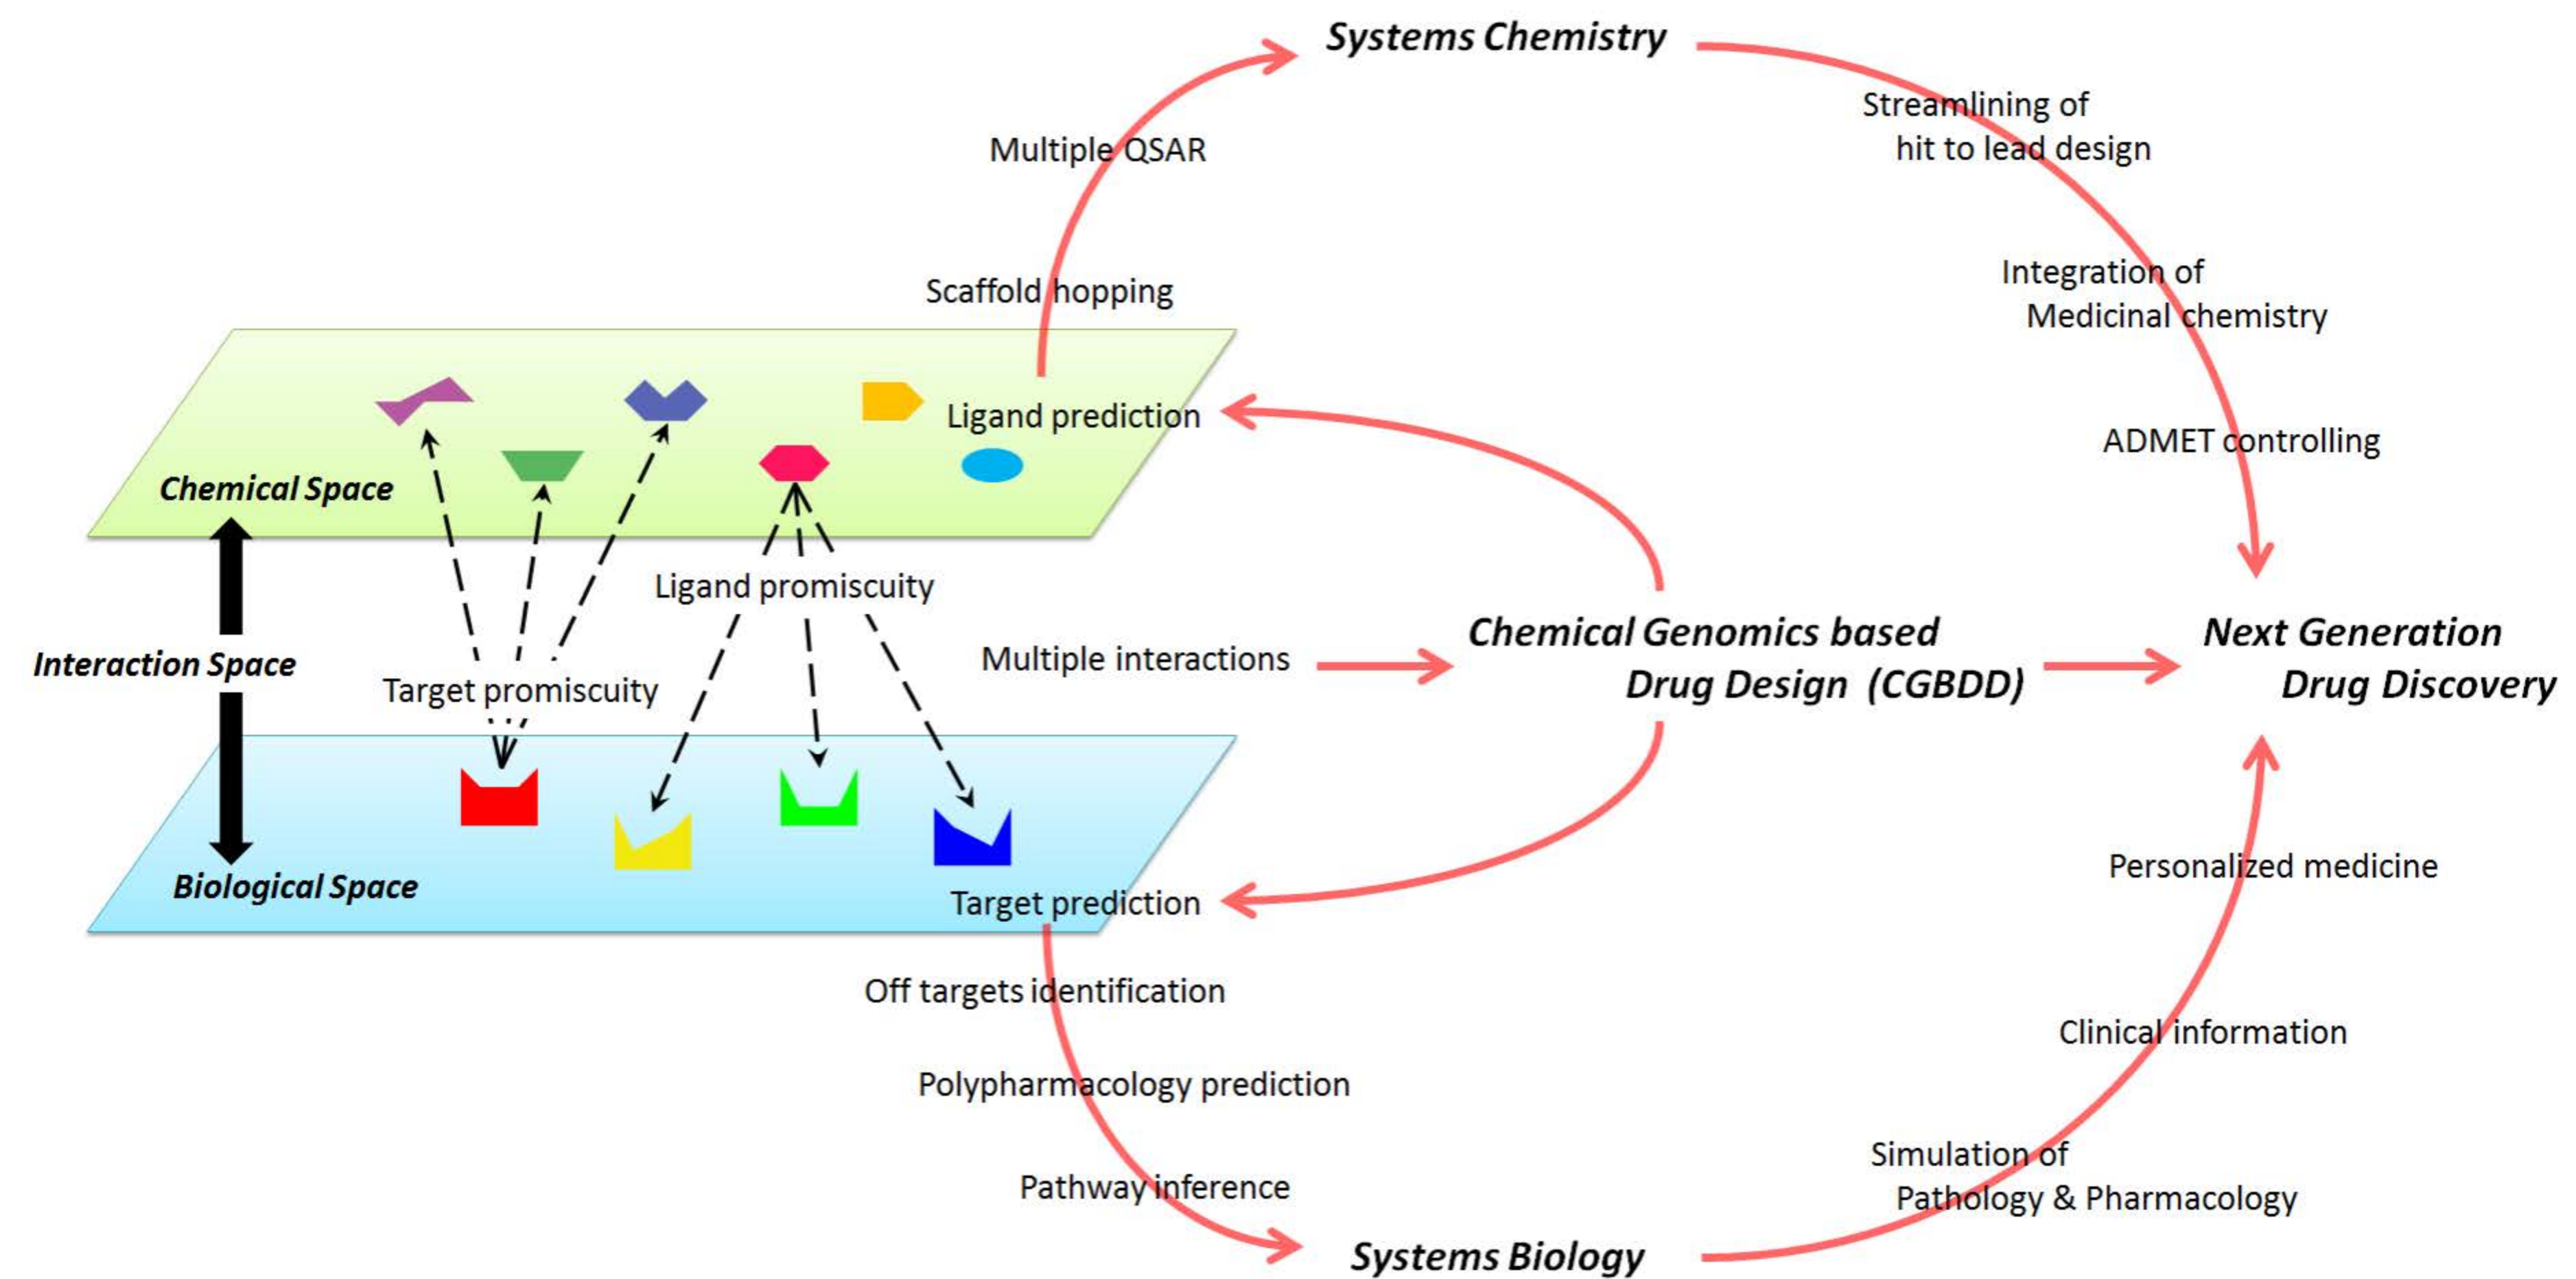 Systems Chemistry
Streamlining of
hit to lead design
Multiple QSAR
Integration of
Medicinal chemistry
Scaffold hopping
Ligand prediction
ADMET controlling
Chemical Space
Ligand promiscuity
Interaction Space
Target promiscuity
Multiple interactions
Chemical Genomics based
Drug Design (CGBDD)
Next Generation
Drug Discovery
Biological Space
Target prediction
Personalized medicine
Off targets identification
Clinical information
Polypharmacology prediction
Simulation of
Pathology & Pharmacology
Pathway inference
Systems Biology